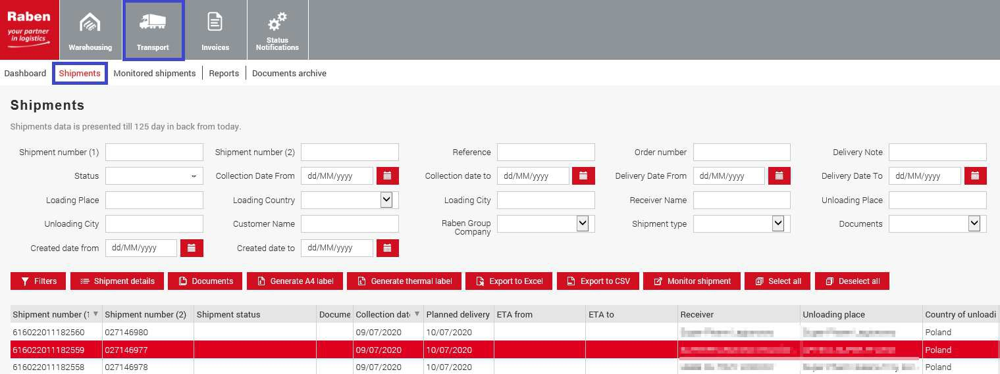 Raben
your partner
in logistics
Warehousing
Transport
Invoices
Status
Notifications
Dashboard Shipments Monitored shipments Reports Documents archive
Shipments
Shipments data is presented till 125 day in back from today.
Shipment number (1) Shipment number (2) Reference Order number Delivery Note
Status Collection Date From dd/MM/yyyy Collection date to dd/MM/yyyy Delivery Date From dd/MM/yyyy Delivery Date To dd/MM/yyyy
Loading Place Loading Country Loading City Receiver Name Unloading Place
Unloading City Customer Name Raben Group Company Shipment type Documents
Created date from dd/MM/yyyy Created date to dd/MM/yyyy
Filters Shipment details Documents Generate A4 label Generate thermal label Export to Excel Export to CSV Monitor shipment Select all Deselect all
Shipment number (1 Shipment number (2) Shipment status Docume Collection date Planned delivery ETA from ETA to Receiver Unloading place Country of unloadi
616022011182560 027146980 09/07/2020 10/07/2020 Poland
616022011182559 027146977 09/07/2020 10/07/2020 Poland
616022011182558 027146978 09/07/2020 10/07/2020 Poland